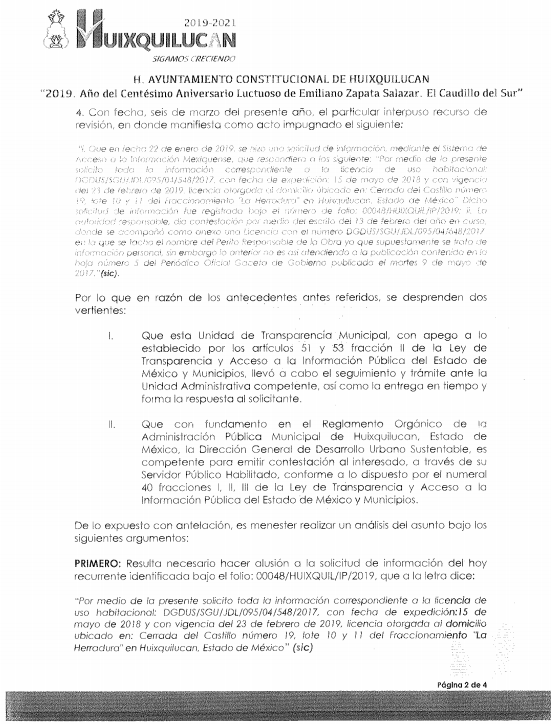 2019-2021
HUIXQUILUCAN
SIGAMOS CRECIENDO
H. AYUNTAMIENTO CONSTITUCIONAL DE HUIXQUILUCAN
"2019. Año del Centésimo Aniversario Luctuoso de Emiliano Zapata Salazar. El Caudillo del Sur"
4. Con fecha, seis de marzo del presente año, el particular interpuso recurso de
revisión, en donde manifiesta como acto impugnado el siguiente:
Que en fecha 22 de enero de 2019, se hizo una solicitud de información, mediante el Sistema de
Acceso a la Información Mexiquense, que respondiera a los siguiente: "Por medio de la presente
solicito toda la información correspondiente a la licencia de uso habitacional:
DGDUS/SGU/JDL/095/04/548/2017, con fecha de expedición 15 de mayo de 2018 y con vigencia
del 21 de febrero de 2019, licencia otorgada al domicilio ubicado en: Cerrada del Castillo número
19, lote 10 y 11 del Fraccionamiento "La Herradura" en Huixquilucan, Estado de México" Dicha
solicitud de información fue registrada bajo el número de folio: 00048/HUIXQUIL/IP/2019; II. La
autoridad responsable, dio contestación por medio del escrito del 13 de febrero del año en curso,
donde se acompañó como anexo una Licencia con el número DGDUS/SGU/JDL/095/04/548/2017
en la que se tacha el nombre del Perito Responsable de la Obra ya que supuestamente se trata de
información personal, sin embargo lo anterior no es así atendiendo a la publicación contenida en la
hoja número 5 del Periódico Oficial Gaceta de Gobierno publicado el martes 9 de mayo de
2017."(sic).
Por lo que en razón de los antecedentes antes referidos, se desprenden dos
vertientes:
I. Que esta Unidad de Transparencia Municipal, con apego a lo
establecido por los artículos 51 y 53 fracción II de la Ley de
Transparencia y Acceso a la Información Pública del Estado de
México y Municipios, llevó a cabo el seguimiento y trámite ante la
Unidad Administrativa competente, así como la entrega en tiempo y
forma la respuesta al solicitante.
II. Que con fundamento en el Reglamento Orgánico de la
Administración Pública Municipal de Huixquilucan, Estado de
México, la Dirección General de Desarrollo Urbano Sustentable, es
competente para emitir contestación al interesado, a través de su
Servidor Público Habilitado, conforme a lo dispuesto por el numeral
40 fracciones I, II, III de la Ley de Transparencia y Acceso a la
Información Pública del Estado de México y Municipios.
De lo expuesto con antelación, es menester realizar un análisis del asunto bajo los
siguientes argumentos:
PRIMERO: Resulta necesario hacer alusión a la solicitud de información del hoy
recurrente identificada bajo el folio: 00048/HUIXQUIL/IP/2019, que a la letra dice:
"Por medio de la presente solicito toda la información correspondiente a la licencia de
uso habitacional: DGDUS/SGU/JDL/095/04/548/2017, con fecha de expedición:15 de
mayo de 2018 y con vigencia del 23 de febrero de 2019, licencia otorgada al domicilio
ubicado en: Cerrada del Castillo número 19, lote 10 y 11 del Fraccionamiento "La
Herradura" en Huixquilucan, Estado de México" (sic)
Página 2 de 4